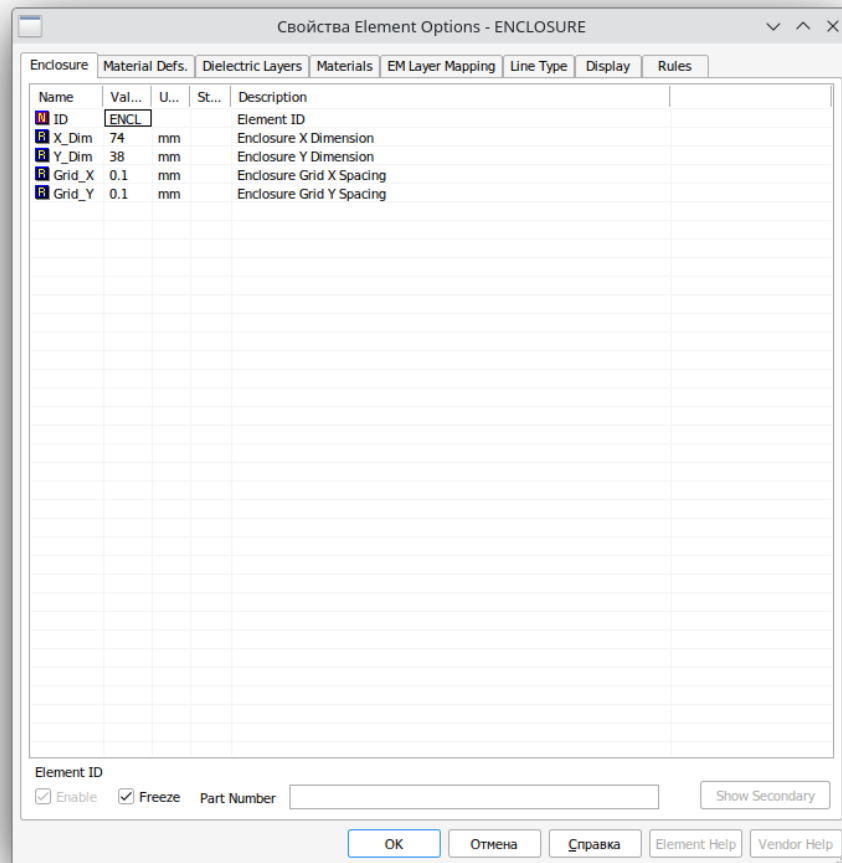 Свойства Element Options - ENCLOSURE
Enclosure Material Defs. Dielectric Layers Materials EM Layer Mapping Line Type Display Rules
Name Val... U... St... Description
N ID ENCL Element ID
R X_Dim 74 mm Enclosure X Dimension
R Y_Dim 38 mm Enclosure Y Dimension
R Grid_X 0.1 mm Enclosure Grid X Spacing
R Grid_Y 0.1 mm Enclosure Grid Y Spacing
Element ID
Enable Freeze Part Number Show Secondary
OK Отмена Справка Element Help Vendor Help